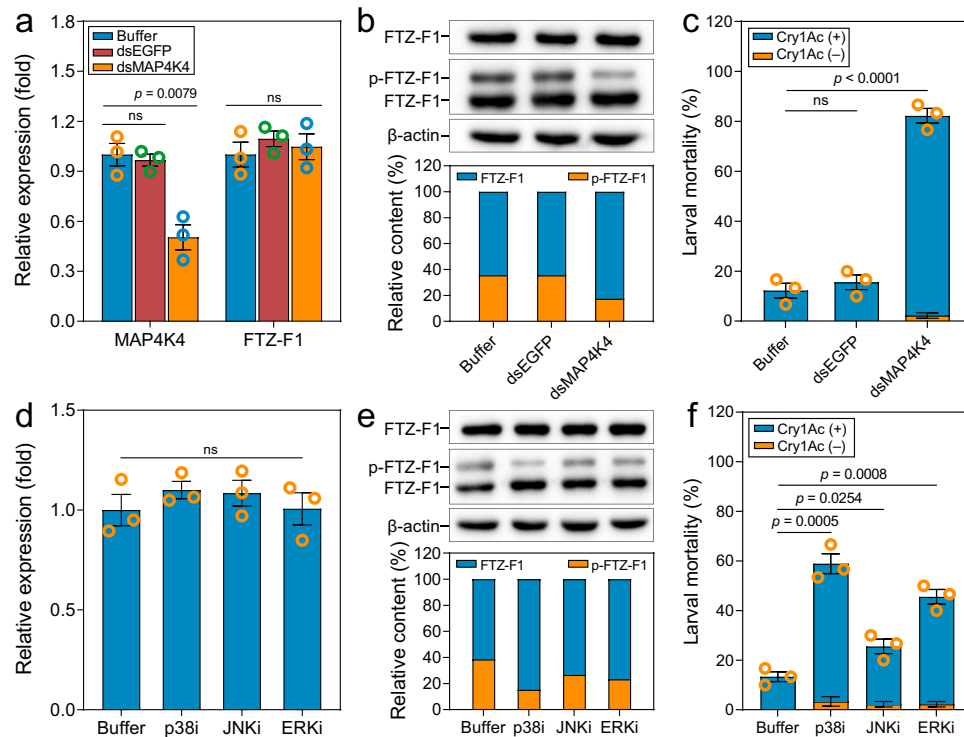 a
Relative expression (fold)
1.8
1.5
1.2
0.9
0.6
0.3
0.0
Buffer
dsEGFP
dsMAP4K4
p = 0.0079
ns
ns
MAP4K4 FTZ-F1
b
FTZ-F1
p-FTZ-F1
FTZ-F1
β-actin
Relative content (%)
120
100
80
60
40
20
0
FTZ-F1 p-FTZ-F1
Buffer dsEGFP dsMAP4K4
c
Larval mortality (%)
120
80
60
40
20
0
Cry1Ac (+)
Cry1Ac (–)
p < 0.0001
ns
Buffer dsEGFP dsMAP4K4
d
Relative expression (fold)
1.5
1.0
0.5
0.0
ns
Buffer p38i JNKi ERKi
e
FTZ-F1
p-FTZ-F1
FTZ-F1
β-actin
Relative content (%)
120
100
80
60
40
20
0
FTZ-F1 p-FTZ-F1
Buffer p38i JNKi ERKi
f
Larval mortality (%)
120
100
80
60
40
20
0
Cry1Ac (+)
Cry1Ac (–)
p = 0.0008
p = 0.0254
p = 0.0005
Buffer p38i JNKi ERKi